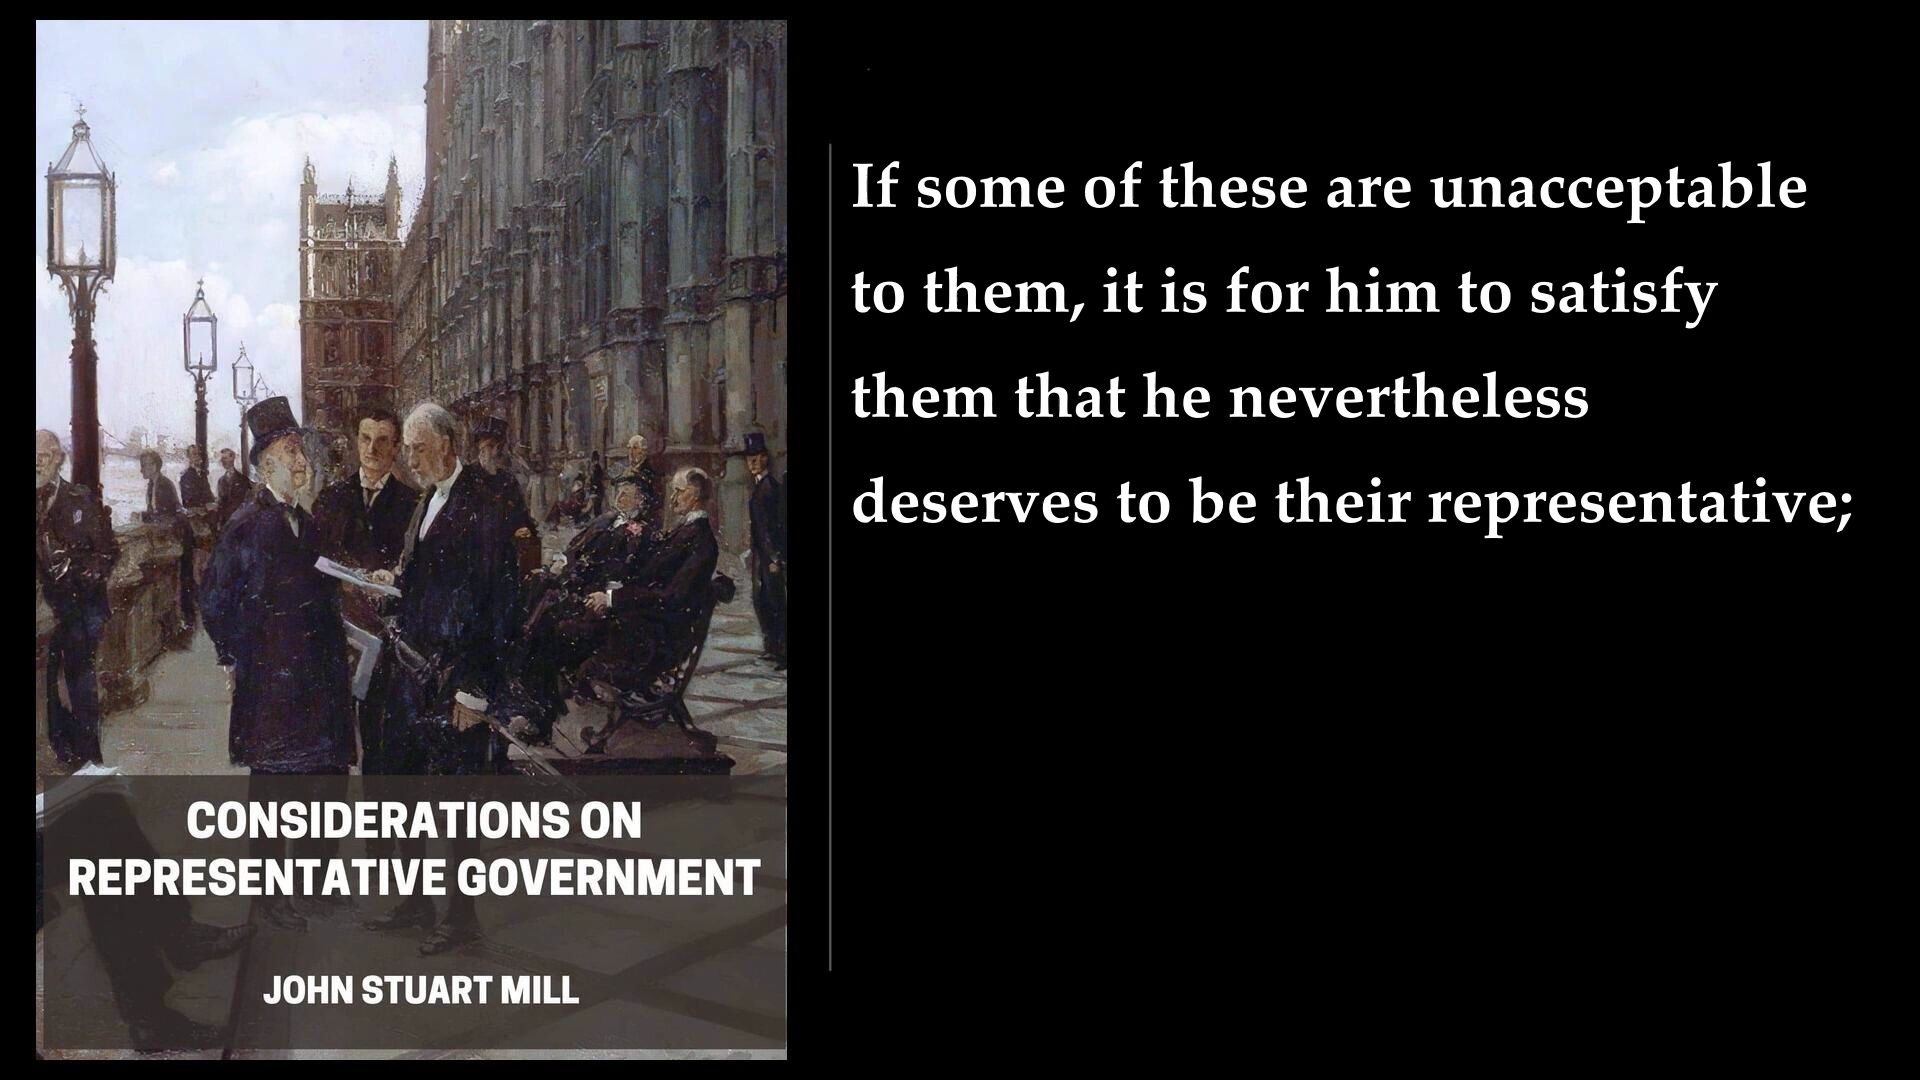 CONSIDERATIONS ON
REPRESENTATIVE GOVERNMENT
JOHN STUART MILL
If some of these are unacceptable
to them, it is for him to satisfy
them that he nevertheless
deserves to be their representative;